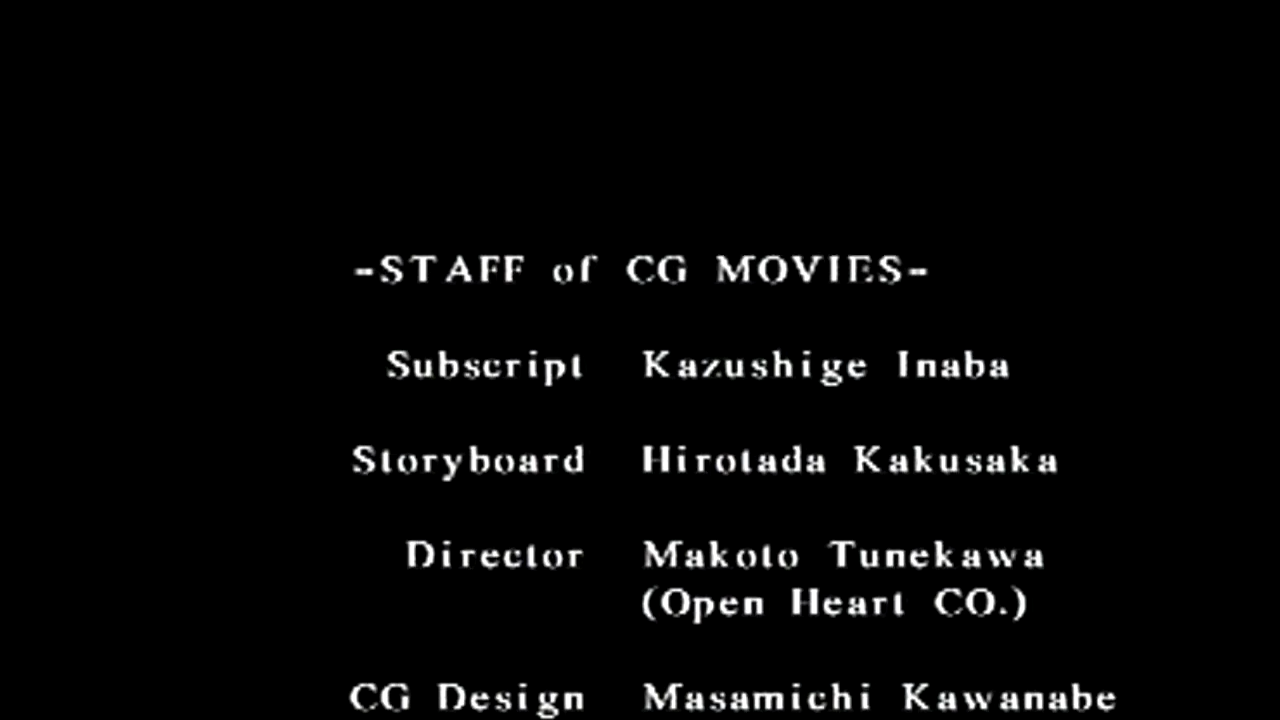 -STAFF of CG MOVIES-
Subscript Kazushige Inaba
Storyboard Hirotada Kakusaka
Director Makoto Tunekawa
(Open Heart CO.)
CG Design Masamichi Kawanabe